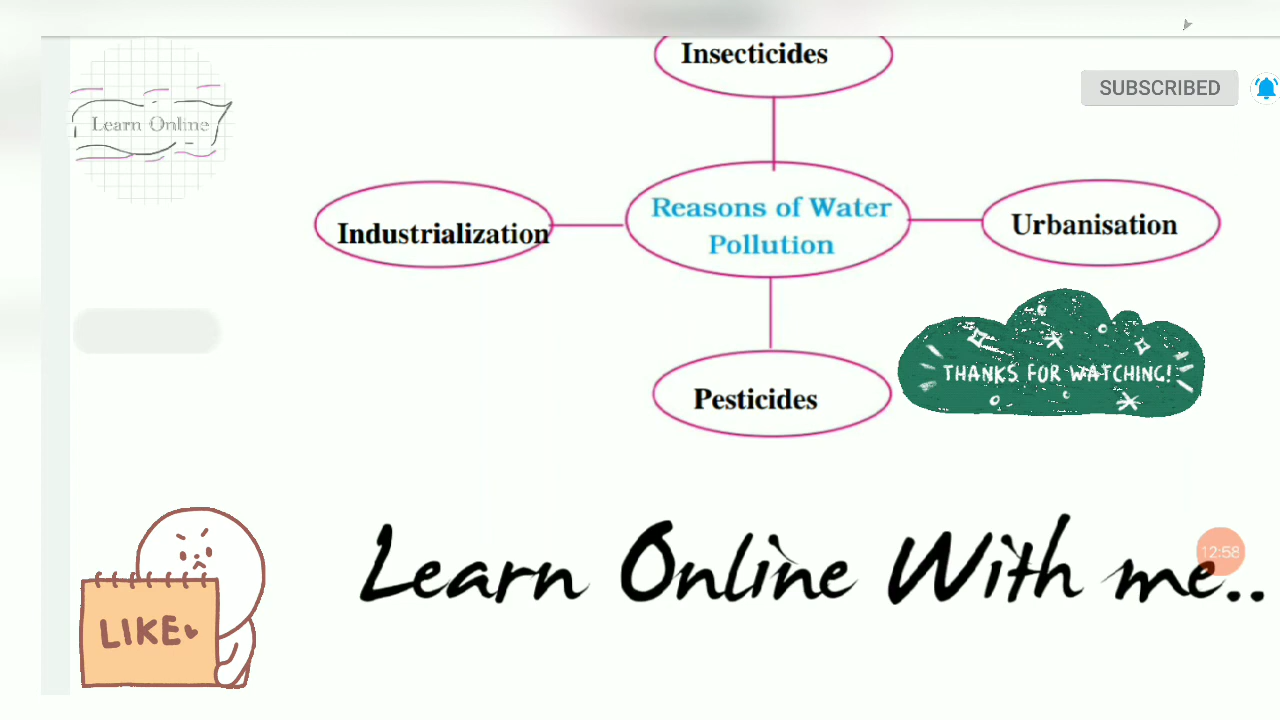 Insecticides
SUBSCRIBED
Learn Online
Reasons of Water
Pollution
Industrialization
Urbanisation
THANKS FOR WATCHING!
Pesticides
Learn Online With me..
12:58
LIKE